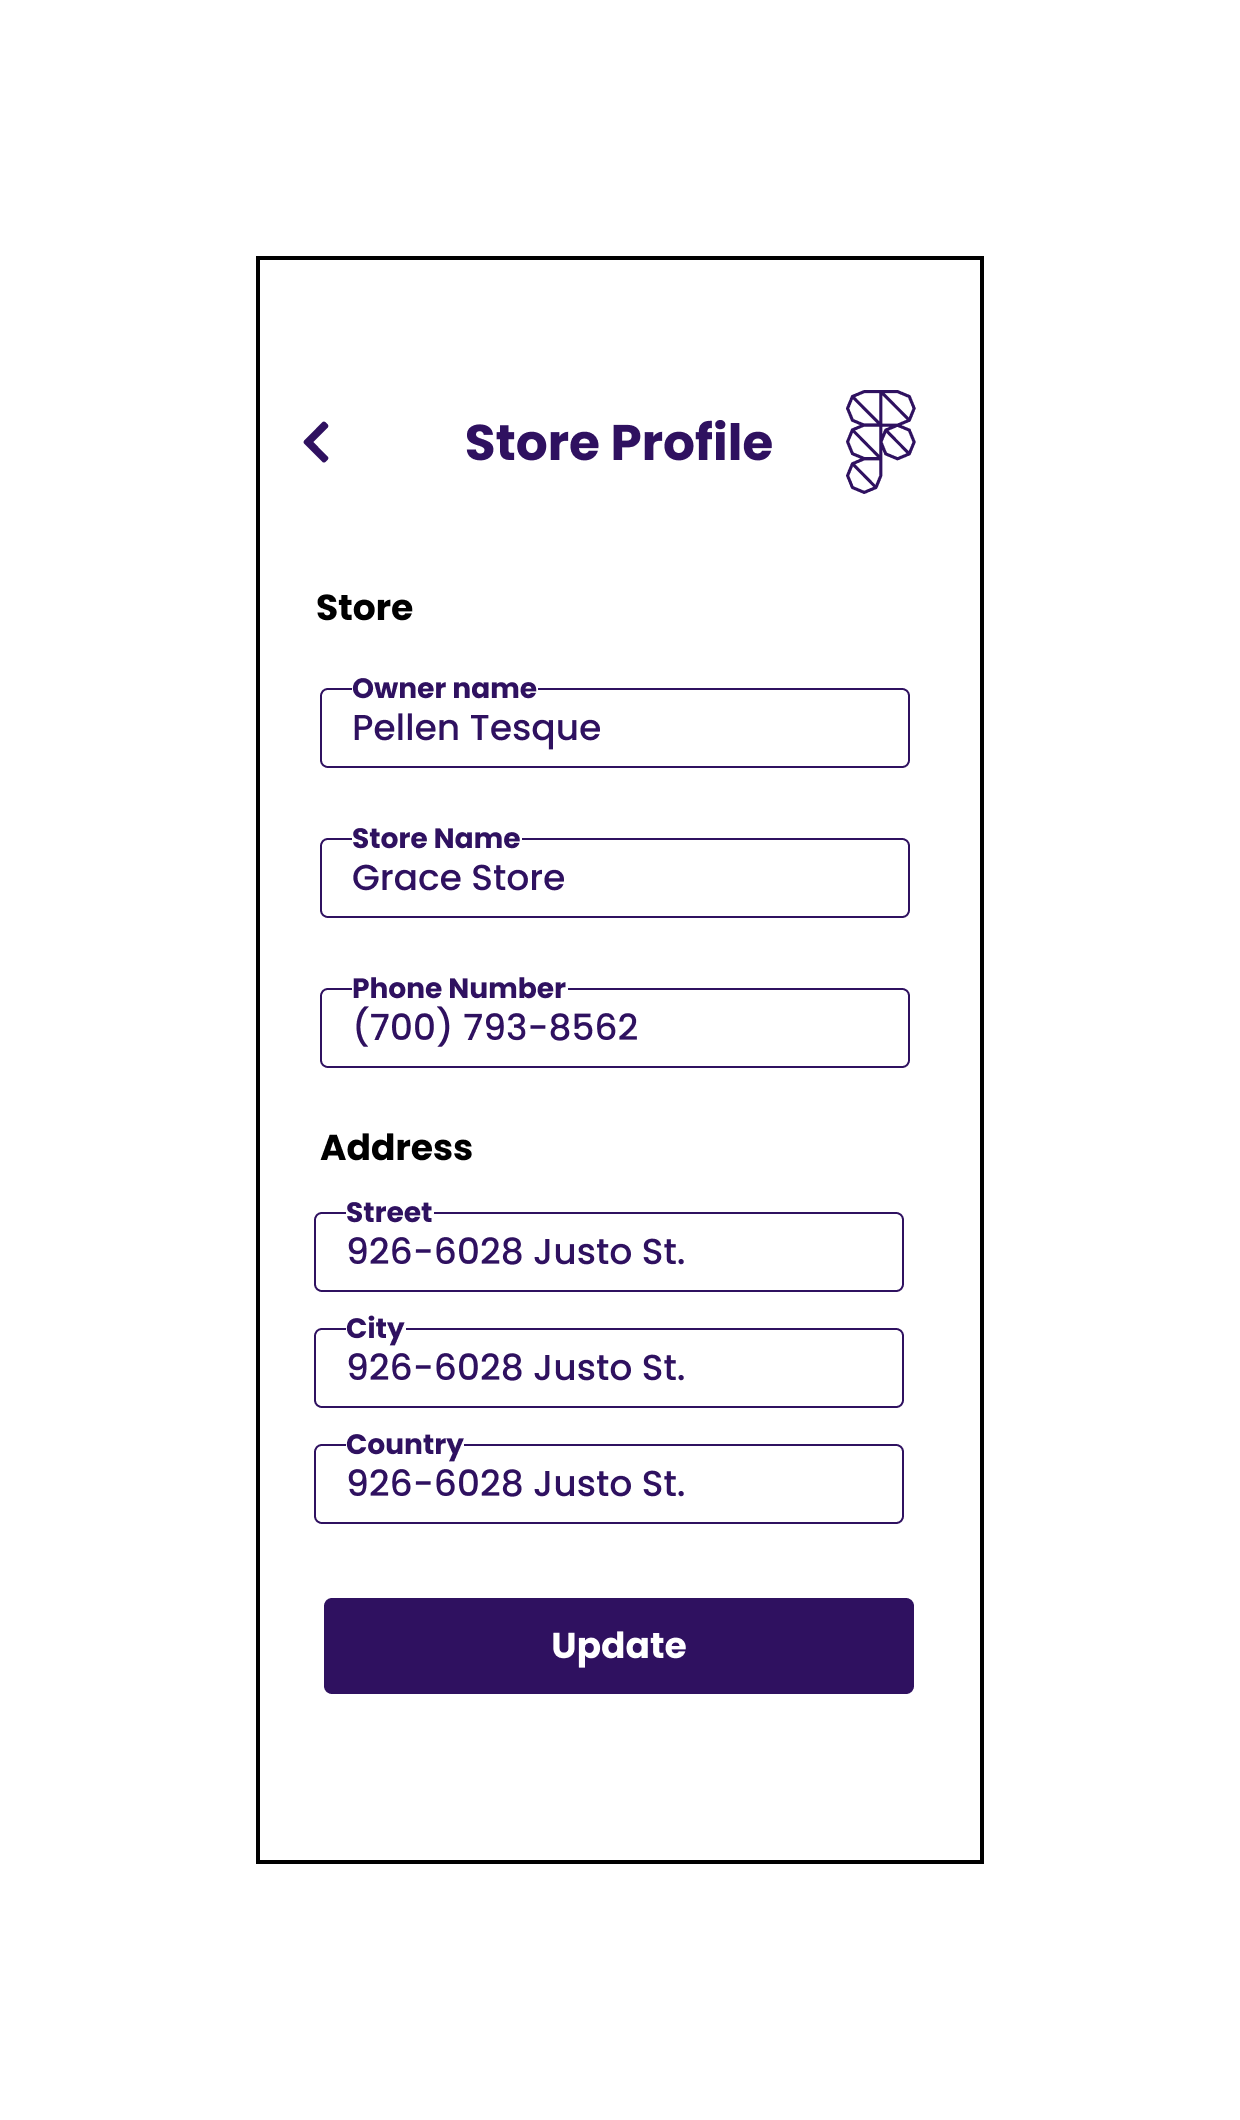 Store Profile
Store
Owner name
Pellen Tesque
Store Name
Grace Store
Phone Number
(700) 793-8562
Address
Street
926-6028 Justo St.
City
926-6028 Justo St.
Country
926-6028 Justo St.
Update